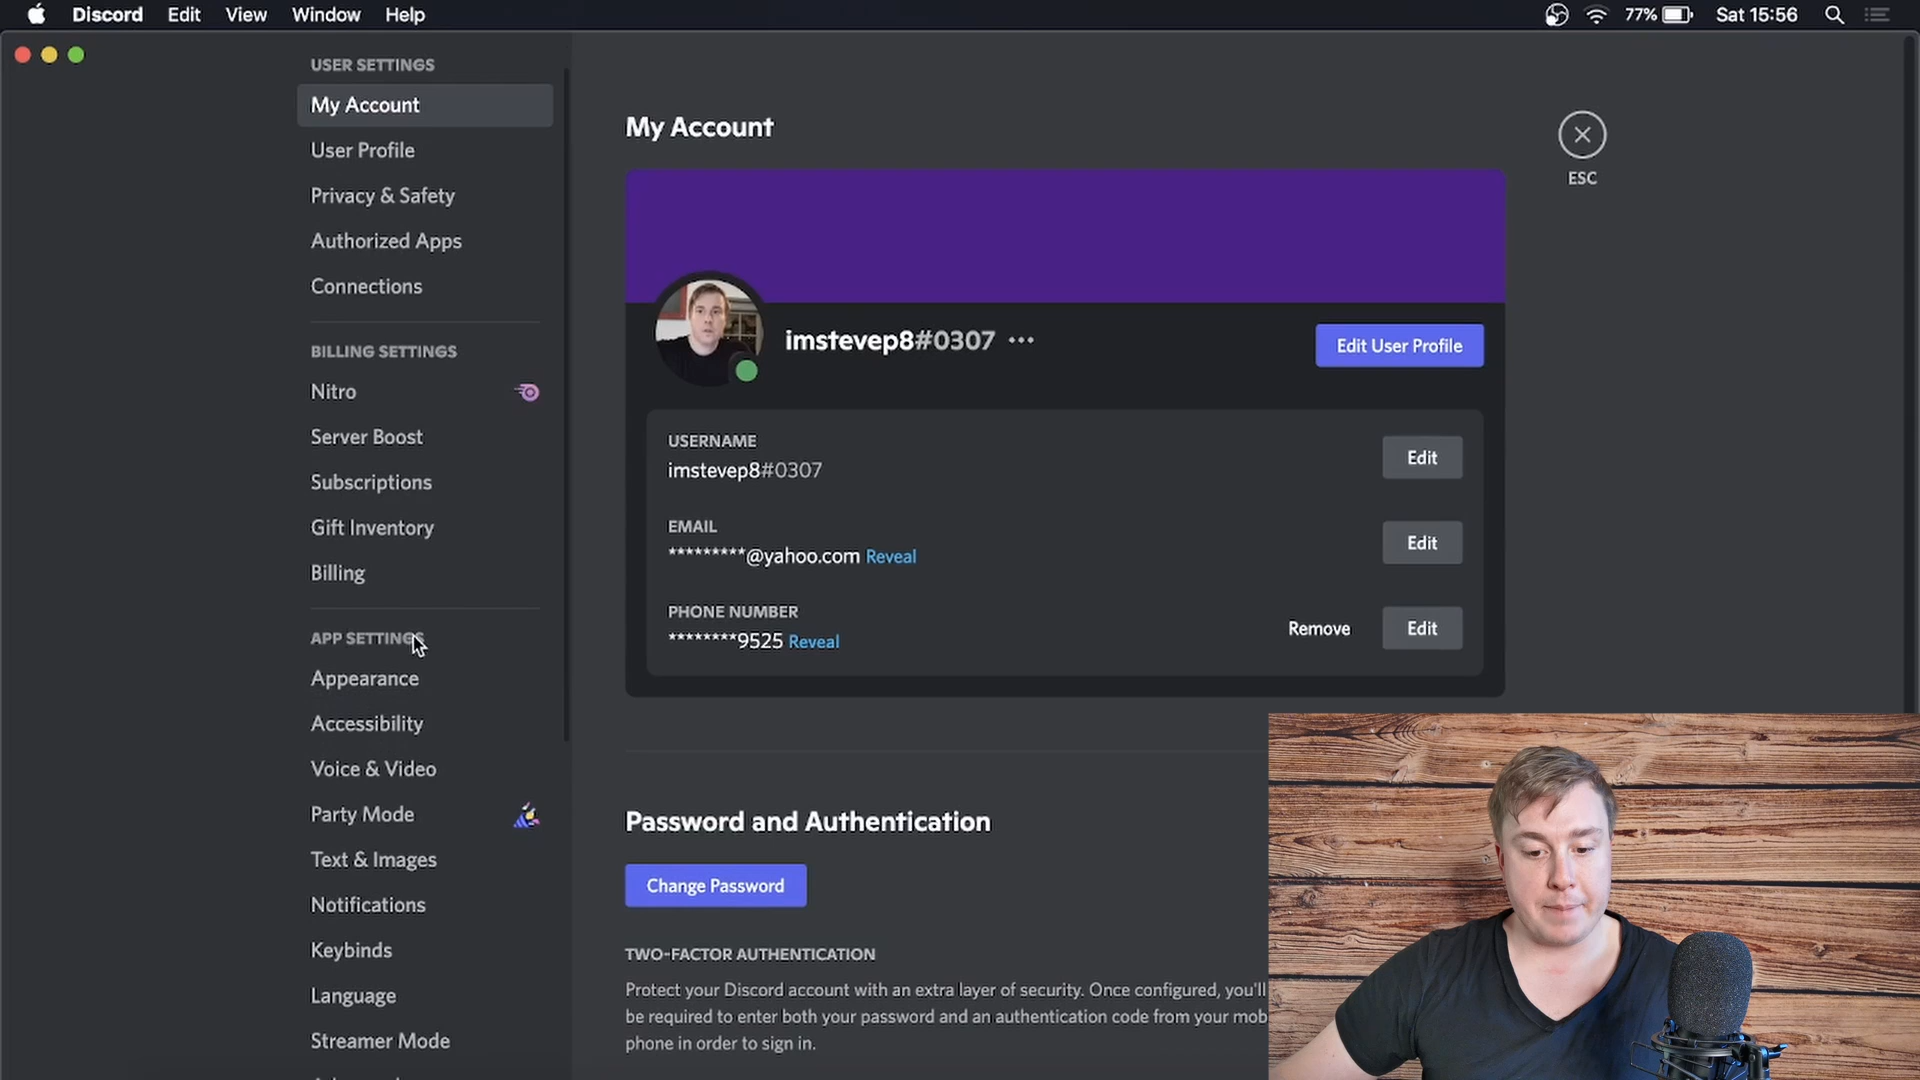 Discord Edit View Window Help
77% Sat 15:56
USER SETTINGS
My Account
User Profile
Privacy & Safety
Authorized Apps
Connections
BILLING SETTINGS
Nitro
Server Boost
Subscriptions
Gift Inventory
Billing
APP SETTINGS
Appearance
Accessibility
Voice & Video
Party Mode
Text & Images
Notifications
Keybinds
Language
Streamer Mode
My Account
ESC
imstevep8#0307
Edit User Profile
USERNAME
imstevep8#0307
Edit
EMAIL
*********@yahoo.com Reveal
Edit
PHONE NUMBER
********9525 Reveal
Remove
Edit
Password and Authentication
Change Password
TWO-FACTOR AUTHENTICATION
Protect your Discord account with an extra layer of security. Once configured, you'll
be required to enter both your password and an authentication code from your mob
phone in order to sign in.